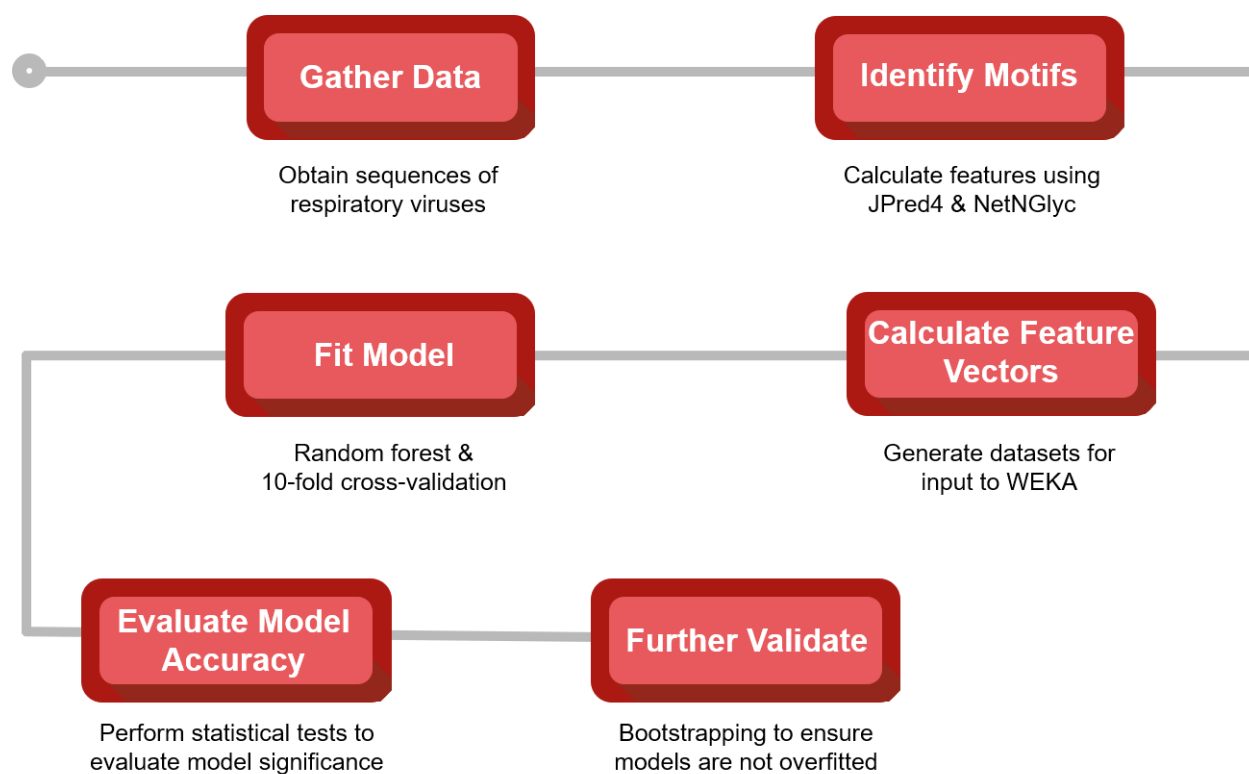 Gather Data
Obtain sequences of
respiratory viruses
Identify Motifs
Calculate features using
JPred4 & NetNGlyc
Calculate Feature
Vectors
Generate datasets for
input to WEKA
Fit Model
Random forest &
10-fold cross-validation
Evaluate Model
Accuracy
Perform statistical tests to
evaluate model significance
Further Validate
Bootstrapping to ensure
models are not overfitted